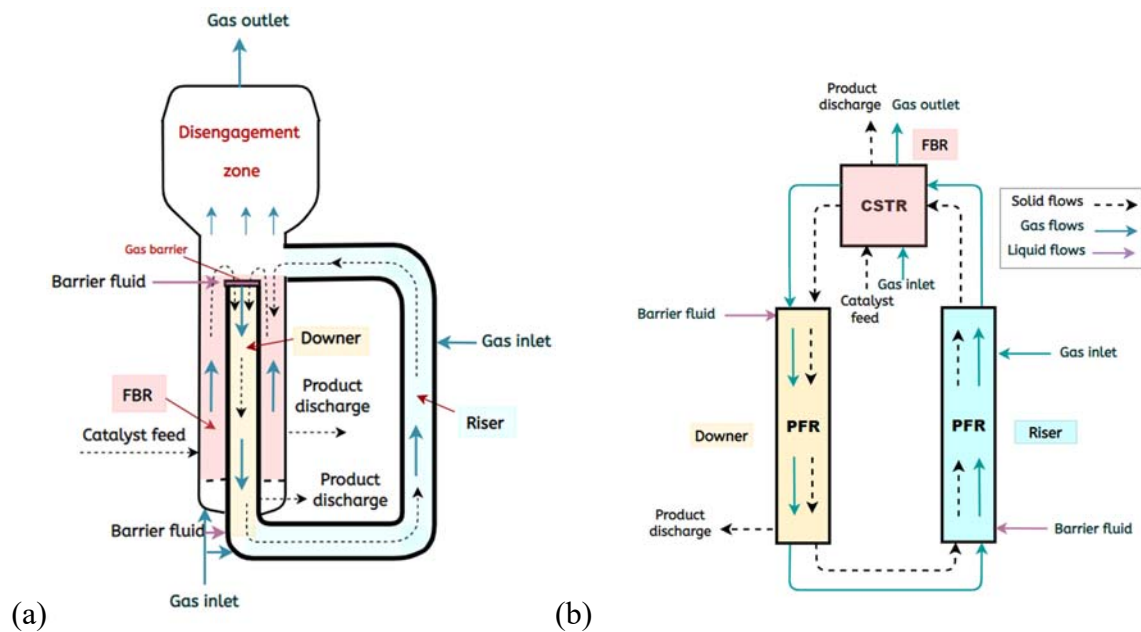 Gas outlet
Disengagement
zone
Gas barrier
Barrier fluid
Downer
Gas inlet
FBR
Product
discharge
Riser
Catalyst feed
Product
discharge
Barrier fluid
Gas inlet
(a)
Product
discharge
Gas outlet
FBR
CSTR
Solid flows
Gas flows
Liquid flows
Gas inlet
Catalyst
feed
Barrier fluid
Gas inlet
Downer
PFR
PFR
Riser
Product
discharge
Barrier fluid
(b)